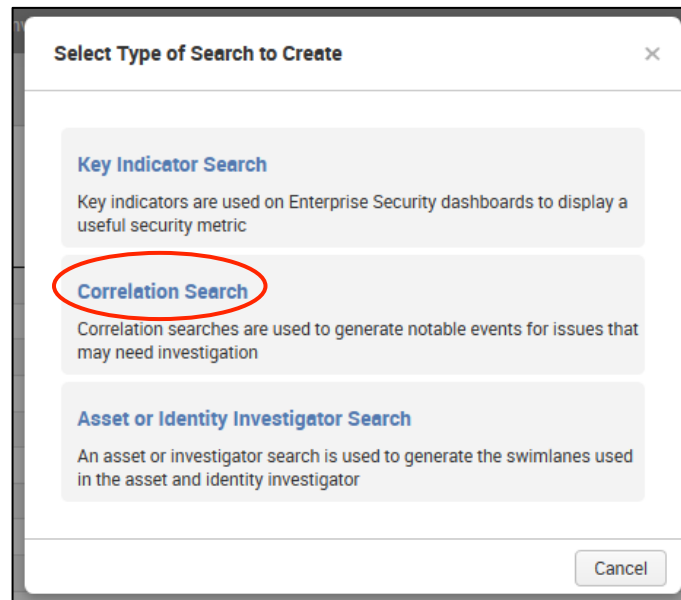 Select Type of Search to Create
×
Key Indicator Search
Key indicators are used on Enterprise Security dashboards to display a
useful security metric
Correlation Search
Correlation searches are used to generate notable events for issues that
may need investigation
Asset or Identity Investigator Search
An asset or investigator search is used to generate the swimlanes used
in the asset and identity investigator
Cancel